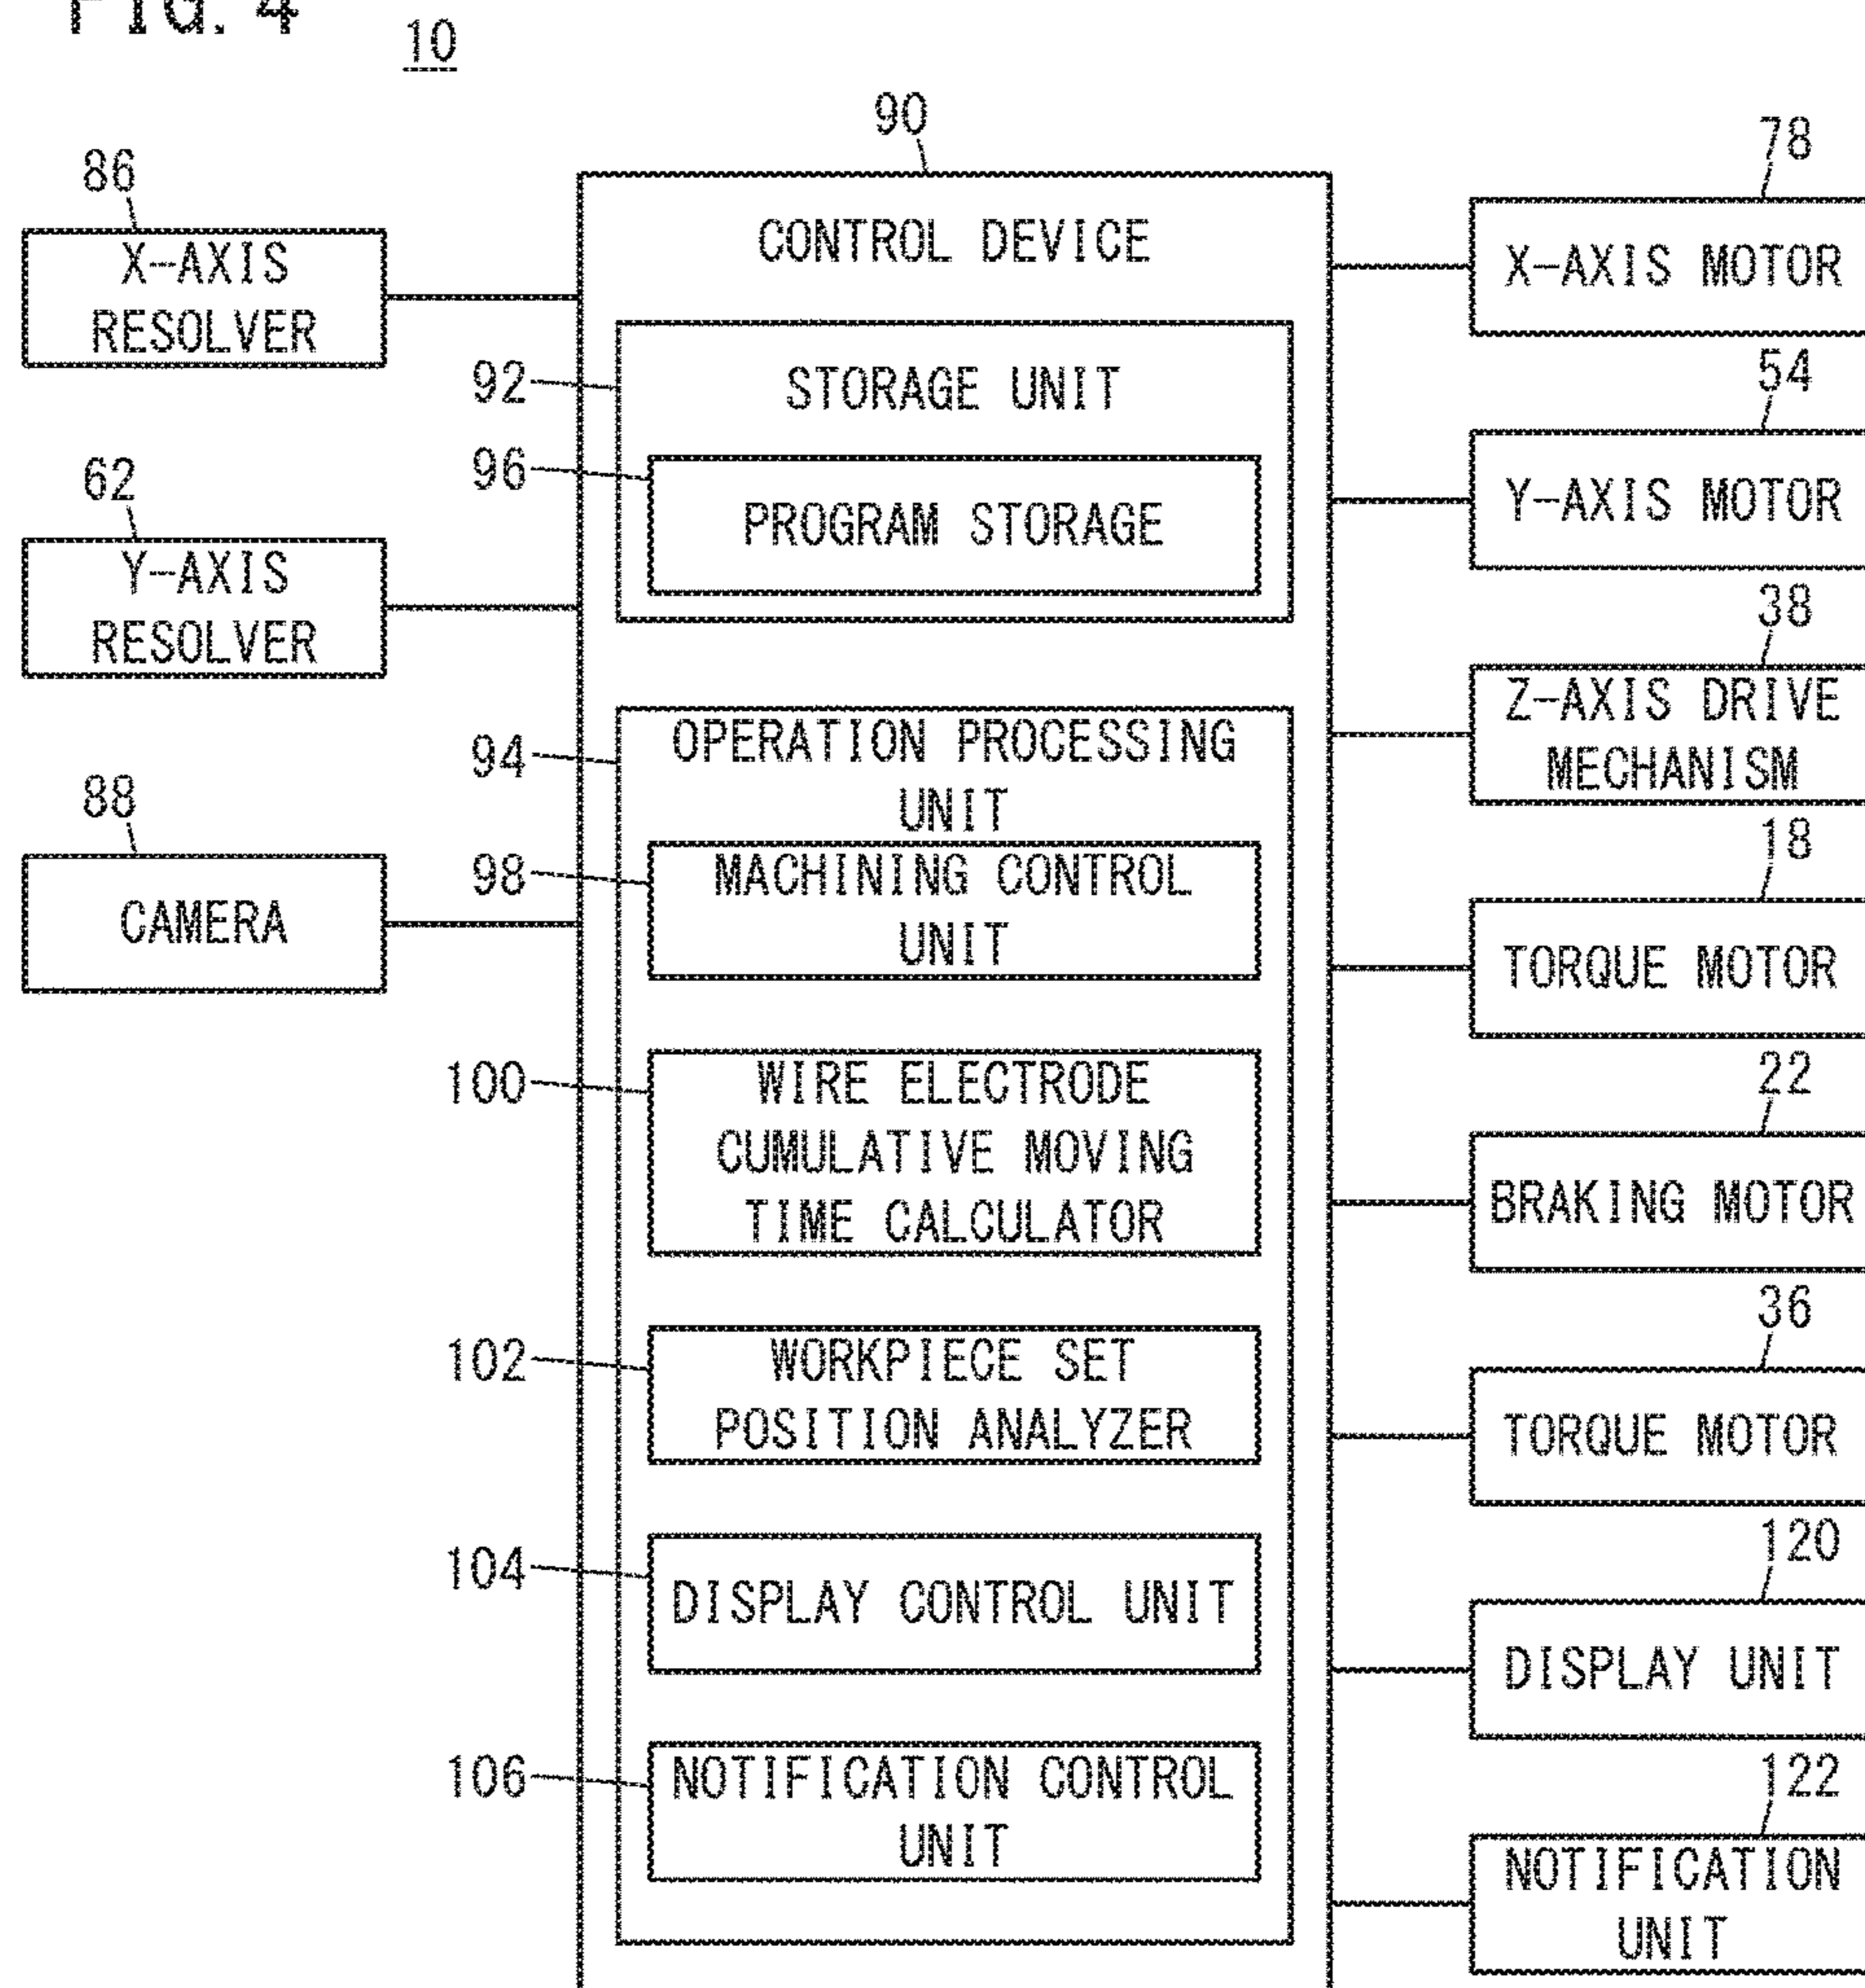 FIG. 4
10
90
CONTROL DEVICE
86
X-AXIS
RESOLVER
62
Y-AXIS
RESOLVER
88
CAMERA
92
STORAGE UNIT
96
PROGRAM STORAGE
94
OPERATION PROCESSING
UNIT
98
MACHINING CONTROL
UNIT
100
WIRE ELECTRODE
CUMULATIVE MOVING
TIME CALCULATOR
102
WORKPIECE SET
POSITION ANALYZER
104
DISPLAY CONTROL UNIT
106
NOTIFICATION CONTROL
UNIT
78
X-AXIS MOTOR
54
Y-AXIS MOTOR
38
Z-AXIS DRIVE
MECHANISM
18
TORQUE MOTOR
22
BRAKING MOTOR
36
TORQUE MOTOR
120
DISPLAY UNIT
122
NOTIFICATION
UNIT